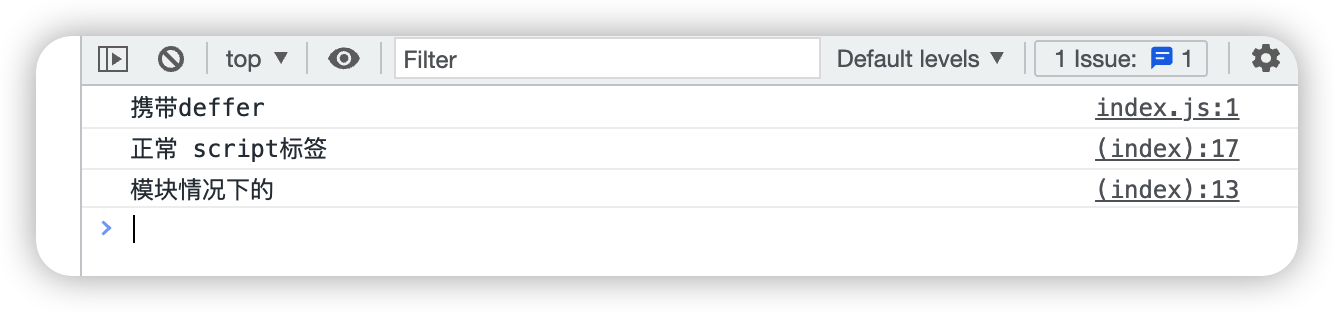 top ▼ Filter Default levels ▼ 1 Issue: 1
携带deffer index.js:1
正常 script标签 (index):17
模块情况下的 (index):13
>